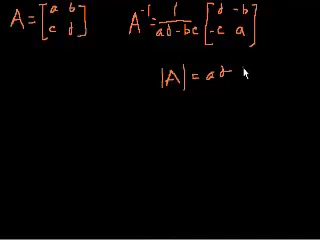 A = [a b; c d] A⁻¹ = 1/(ad-bc) [d -b; -c a]
|A| = ad